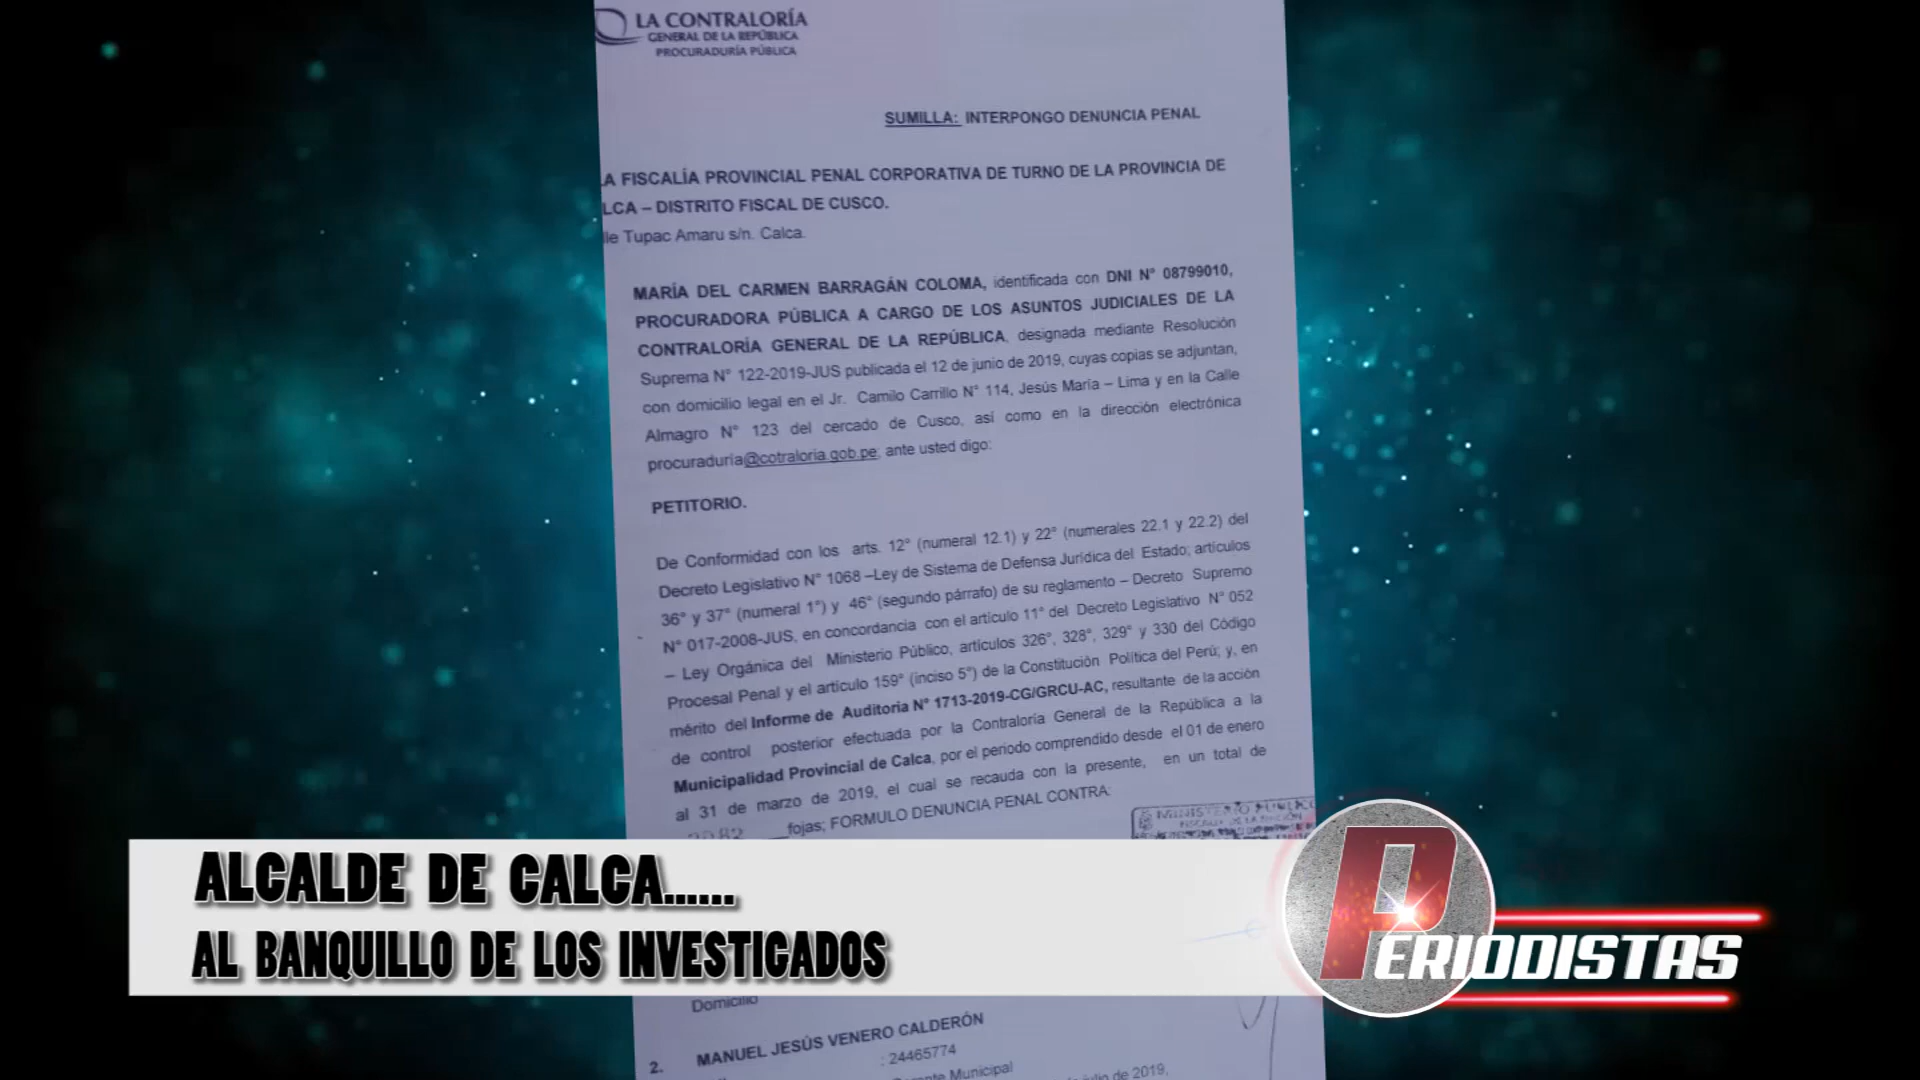 LA CONTRALORÍA
GENERAL DE LA REPÚBLICA
PROCURADURÍA PÚBLICA
SUMILLA: INTERPONGO DENUNCIA PENAL
LA FISCALÍA PROVINCIAL PENAL CORPORATIVA DE TURNO DE LA PROVINCIA DE
LCA – DISTRITO FISCAL DE CUSCO.
lle Tupac Amaru s/n. Calca.
MARÍA DEL CARMEN BARRAGÁN COLOMA, identificada con DNI N° 08799010,
PROCURADORA PÚBLICA A CARGO DE LOS ASUNTOS JUDICIALES DE LA
CONTRALORÍA GENERAL DE LA REPÚBLICA, designada mediante Resolución
Suprema N° 122-2019-JUS publicada el 12 de junio de 2019, cuyas copias se adjuntan,
con domicilio legal en el Jr. Camilo Carrillo N° 114, Jesús María – Lima y en la Calle
Almagro N° 123 del cercado de Cusco, así como en la dirección electrónica
procuraduria@cotraloria.gob.pe; ante usted digo:
PETITORIO.
De Conformidad con los arts. 12° (numeral 12.1) y 22° (numerales 22.1 y 22.2) del
Decreto Legislativo N° 1068 –Ley de Sistema de Defensa Jurídica del Estado; artículos
36° y 37° (numeral 1°) y 46° (segundo párrafo) de su reglamento – Decreto Supremo
N° 017-2008-JUS, en concordancia con el artículo 11° del Decreto Legislativo N° 052
– Ley Orgánica del Ministerio Público, artículos 326°, 328°, 329° y 330 del Código
Procesal Penal y el artículo 159° (inciso 5°) de la Constitución Política del Perú; y, en
mérito del Informe de Auditoria N° 1713-2019-CG/GRCU-AC, resultante de la acción
de control posterior efectuada por la Contraloría General de la República a la
Municipalidad Provincial de Calca, por el periodo comprendido desde el 01 de enero
al 31 de marzo de 2019, el cual se recauda con la presente, en un total de
fojas; FORMULO DENUNCIA PENAL CONTRA:
MINISTERIO PÚBLICO
ALCALDE DE CALCA......
AL BANQUILLO DE LOS INVESTIGADOS
PERIODISTAS
Domicilio
2. MANUEL JESÚS VENERO CALDERÓN
: 24465774
Gerente Municipal
julio de 2019,